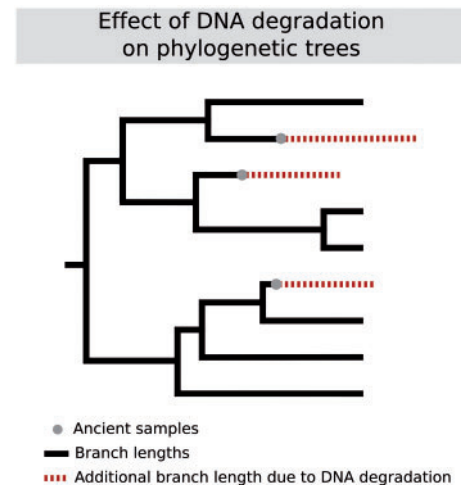 Effect of DNA degradation
on phylogenetic trees
Ancient samples
Branch lengths
Additional branch length due to DNA degradation